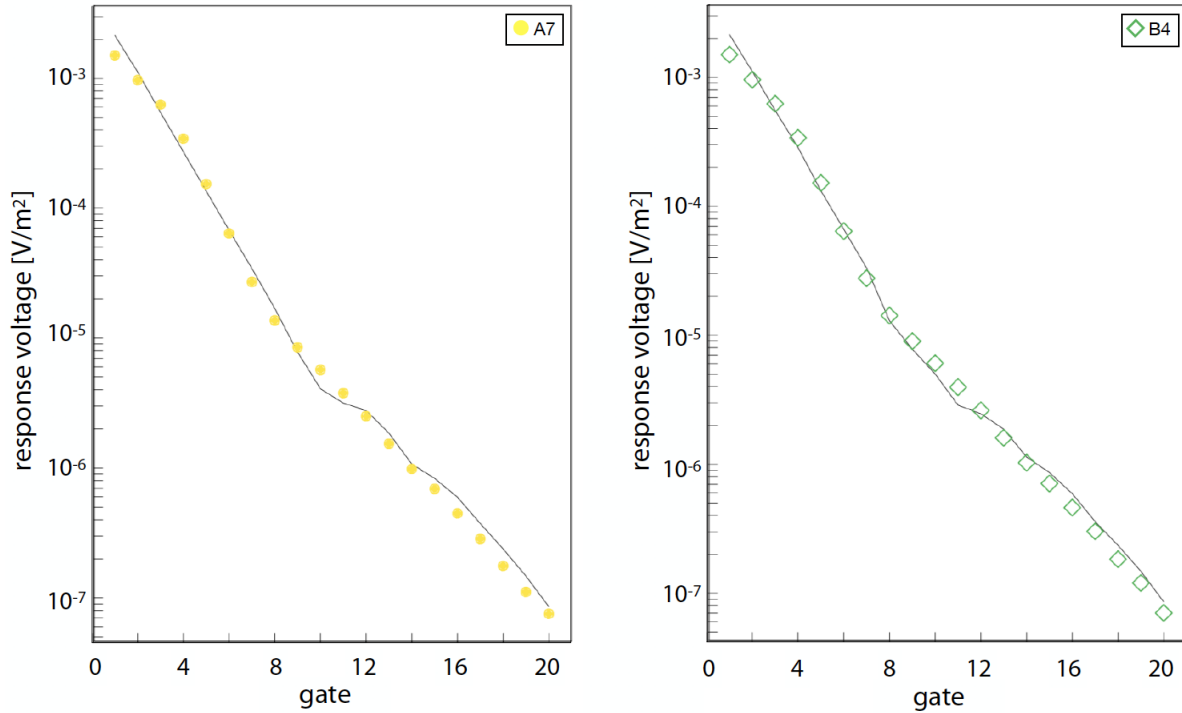 A7
response voltage [V/m²]
10⁻³
10⁻⁴
10⁻⁵
10⁻⁶
10⁻⁷
0 4 8 12 16 20
gate
B4
response voltage [V/m²]
10⁻³
10⁻⁴
10⁻⁵
10⁻⁶
10⁻⁷
0 4 8 12 16 20
gate